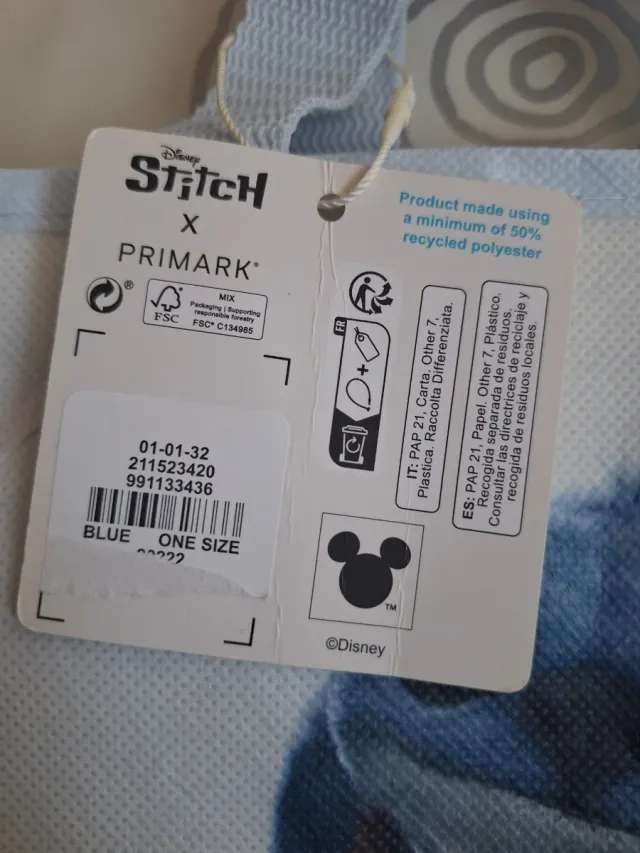 Disney
STITCH
X
PRIMARK®
®
FSC
MIX
Packaging | Supporting
responsible forestry
FSC® C134985
01-01-32
211523420
991133436
BLUE ONE SIZE
Product made using
a minimum of 50%
recycled polyester
FR
+
IT: PAP 21, Carta. Other 7,
Plastica. Raccolta Differenziata.
ES: PAP 21, Papel. Other 7, Plástico.
Recogida separada de residuos.
Consultar las directrices de reciclaje y
recogida de residuos locales.
TM
©Disney